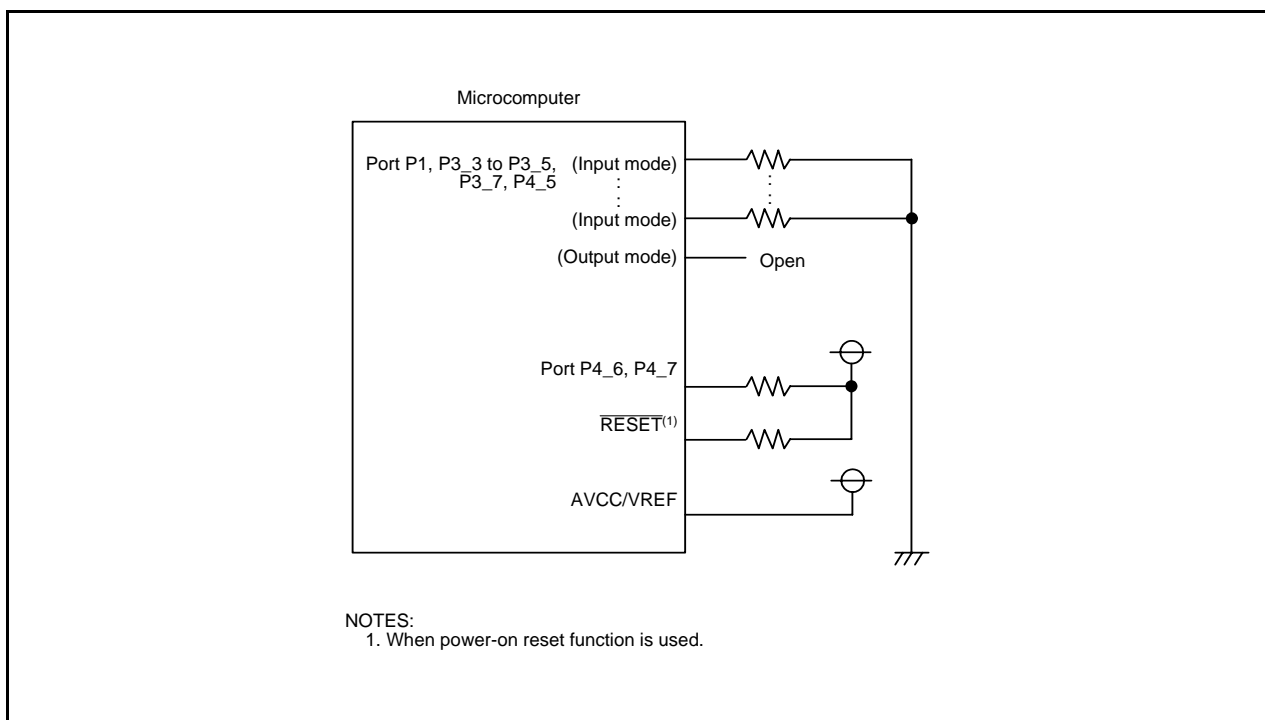 Microcomputer
Port P1, P3_3 to P3_5, (Input mode)
P3_7, P4_5
(Input mode)
(Output mode)
Open
Port P4_6, P4_7
RESET(1)
AVCC/VREF
NOTES:
1. When power-on reset function is used.